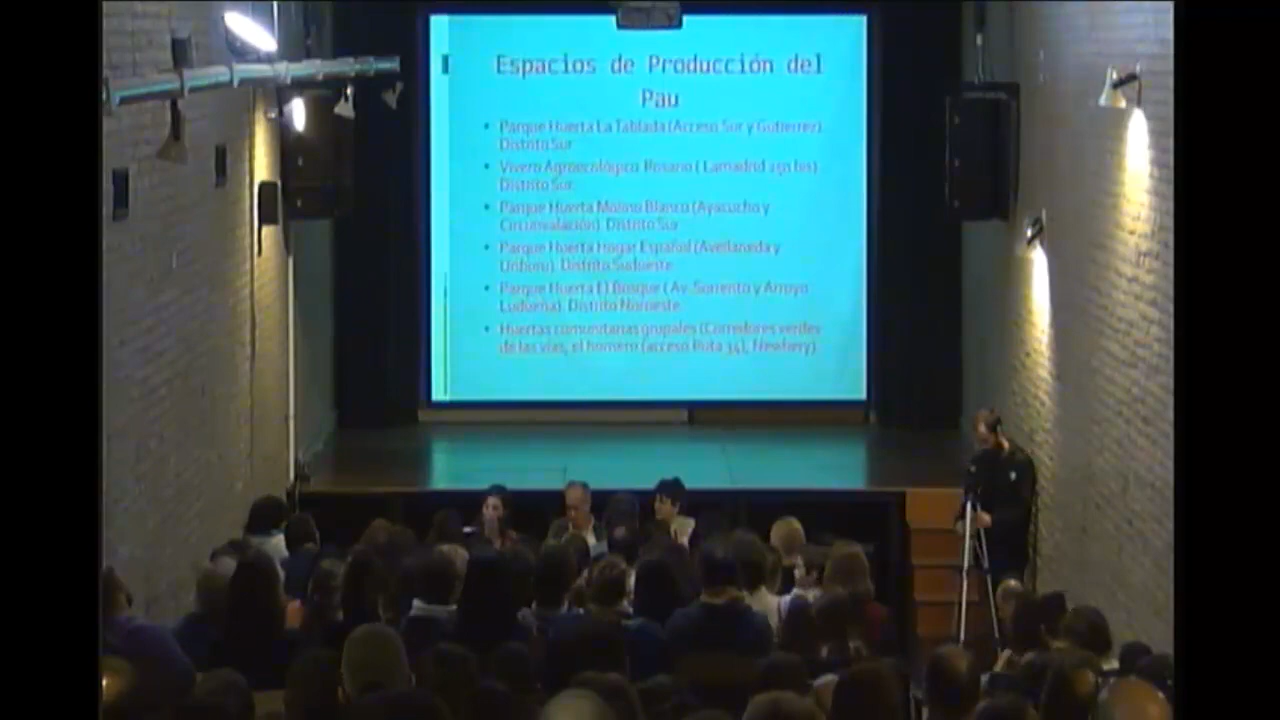 Espacios de Producción del
Pau
• Parque Huerta La Tablada (Acceso Sur y Gutierrez)
Distrito Sur
• Vivero Agroecológico Rosario ( Lamadrid 250 bis)
Distrito Sur
• Parque Huerta Molino Blanco (Ayacucho y
Circunvalación) Distrito Sur
• Parque Huerta Hogar Español (Avellaneda y
Uriburu) Distrito Sudoeste
• Parque Huerta El Bosque ( Av. Sorrento y Arroyo
Ludueña) Distrito Noroeste
• Huertas comunitarias grupales (Corredores verdes
de las vías, el hornero (acceso Ruta 34), Newbery)